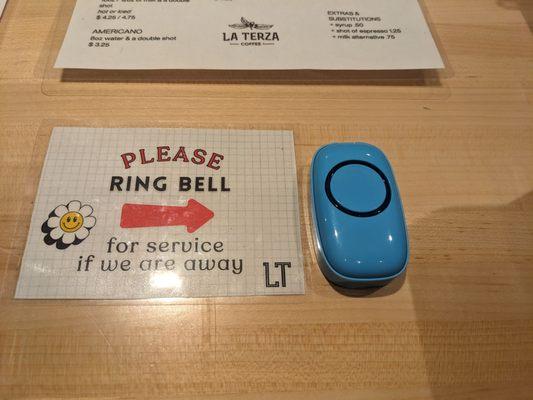 shot
hot or iced
$ 4.25 / 4.75
AMERICANO
8oz water & a double shot
$ 3.25
LA TERZA
COFFEE
EXTRAS &
SUBSTITUTIONS
+ syrup .50
+ shot of espresso 1.25
+ milk alternative .75
PLEASE
RING BELL
for service
if we are away
LT